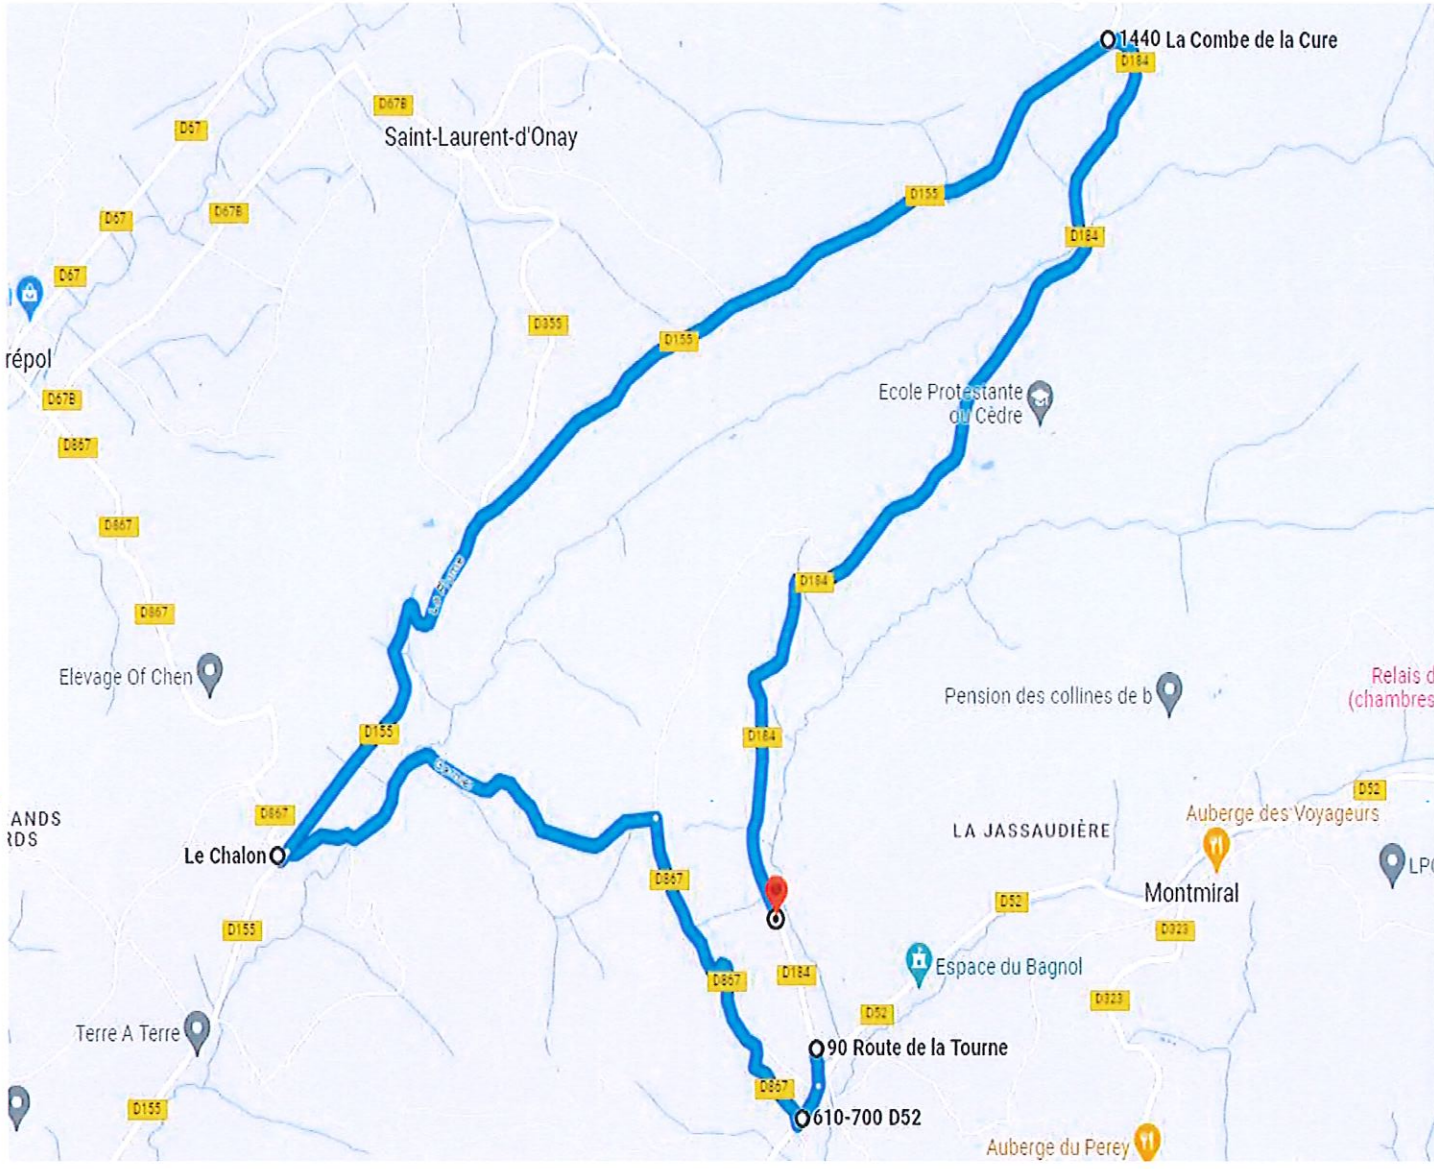 1440 La Combe de la Cure
D184
D67B
D67
Saint-Laurent-d'Onay
D155
D67B
D67
D184
D67
D355
D155
répol
Ecole Protestante
du Cèdre
D67B
D867
D867
D184
D867
Elevage Of Chen
Relais d
Pension des collines de b
(chambres
D155
D184
D52
D867
ANDS
RDS
Auberge des Voyageurs
LA JASSAUDIÈRE
Le Chalon
LPO
D867
Montmiral
D52
D155
D323
Espace du Bagnol
D184
D867
D323
D52
Terre A Terre
90 Route de la Tourne
D867
D155
610-700 D52
Auberge du Perey